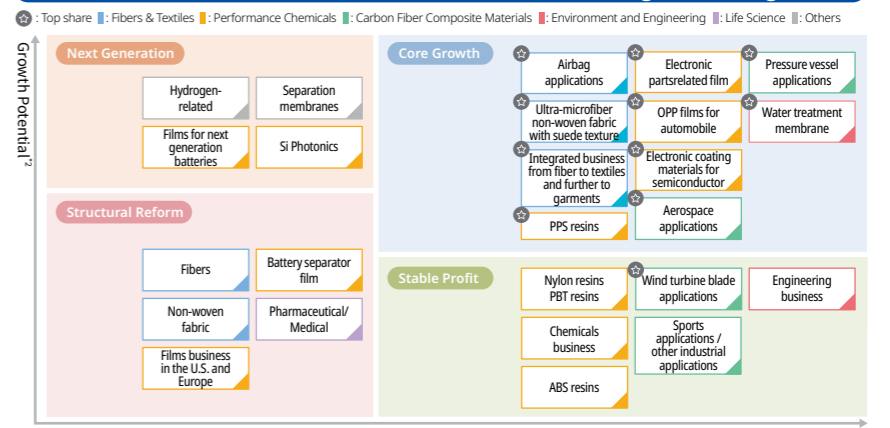 ☆ : Top share : Fibers & Textiles : Performance Chemicals : Carbon Fiber Composite Materials : Environment and Engineering : Life Science : Others
Growth Potential*2
Next Generation
Hydrogen-
related
Separation
membranes
Films for next
generation
batteries
Si Photonics
Structural Reform
Fibers
Battery separator
film
Non-woven
fabric
Pharmaceutical/
Medical
Films business
in the U.S. and
Europe
Core Growth
Airbag
applications
Electronic
partsrelated film
Pressure vessel
applications
Ultra-microfiber
non-woven fabric
with suede texture
OPP films for
automobile
Water treatment
membrane
Integrated business
from fiber to textiles
and further to
garments
Electronic coating
materials for
semiconductor
PPS resins
Aerospace
applications
Stable Profit
Nylon resins
PBT resins
Wind turbine blade
applications
Engineering
business
Chemicals
business
Sports
applications /
other industrial
applications
ABS resins